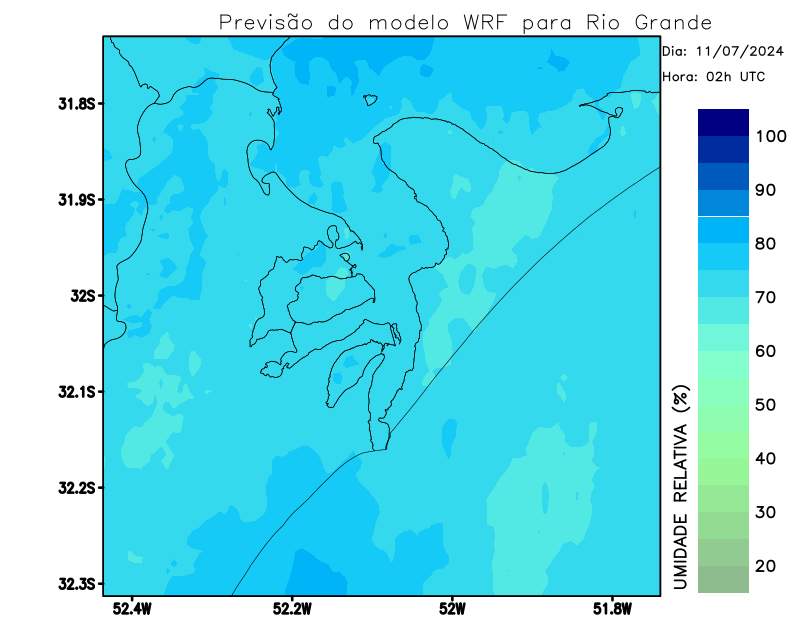 Previsão do modelo WRF para Rio Grande
Dia: 11/07/2024
Hora: 02h UTC
31.8S
31.9S
32S
32.1S
32.2S
32.3S
52.4W
52.2W
52W
51.8W
100
90
80
70
60
50
40
30
20
UMIDADE RELATIVA (%)